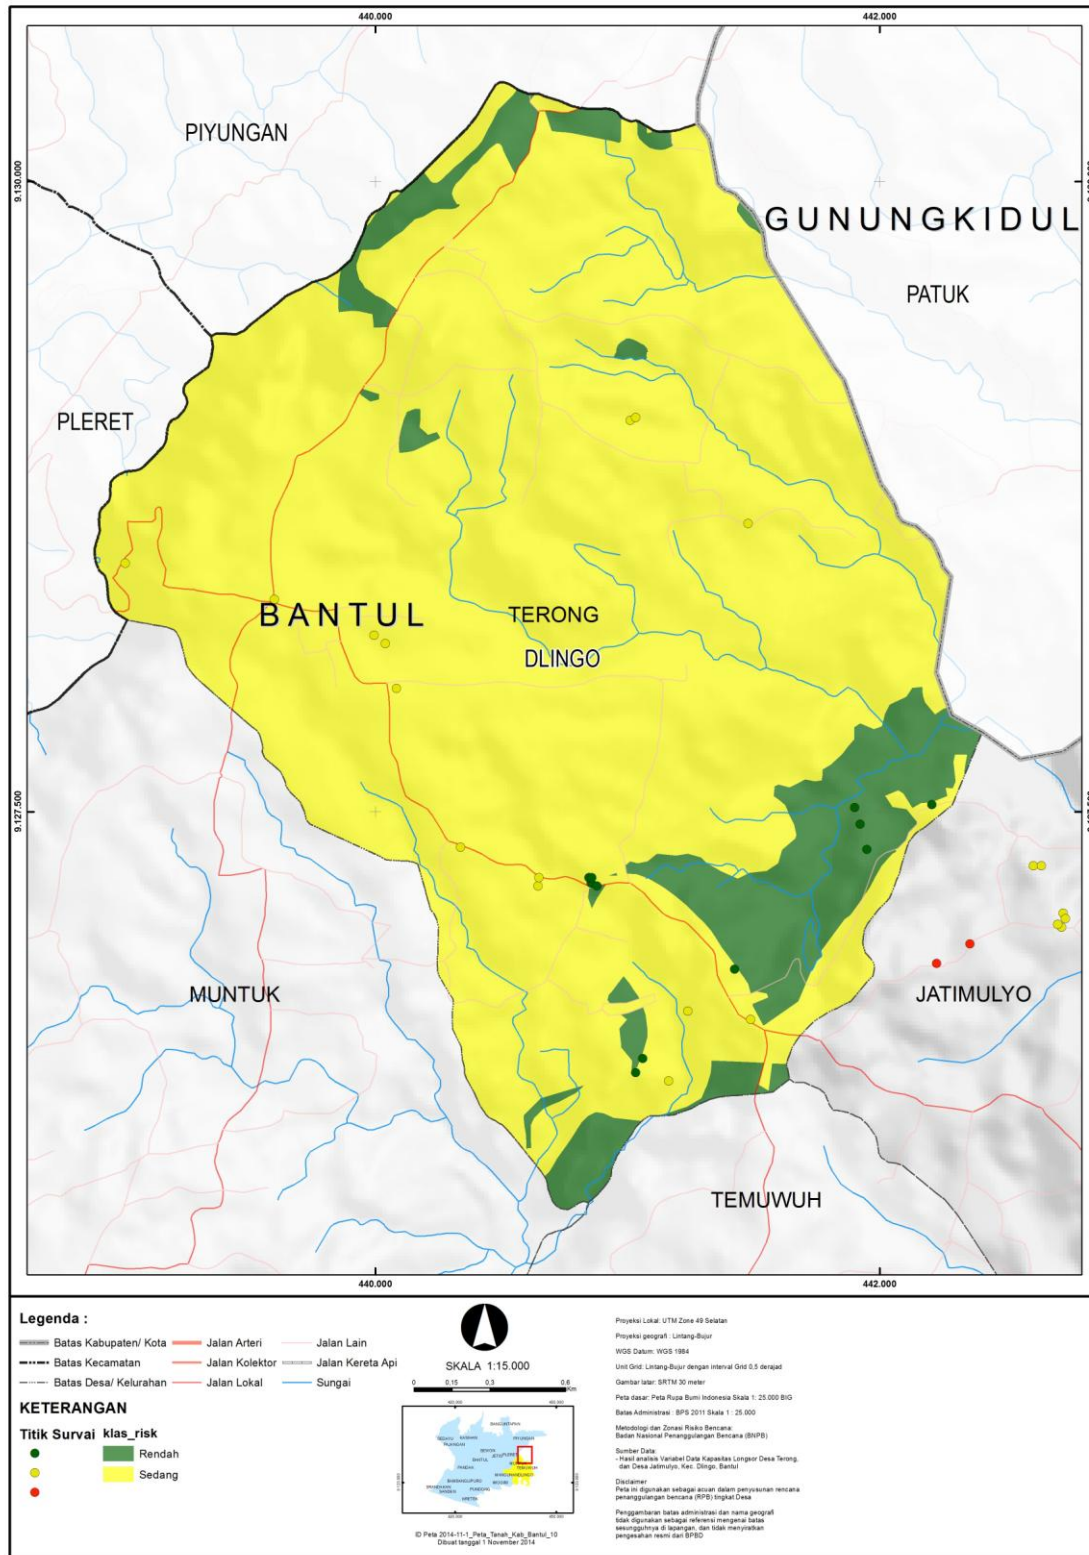 440.000
442.000
PIYUNGAN
9.130.000
GUNUNGKIDUL
PATUK
PLERET
BANTUL
TERONG
DLINGO
9.127.500
MUNTUK
JATIMULYO
TEMUWUH
440.000
442.000
Legenda :
Batas Kabupaten/ Kota
Jalan Arteri
Jalan Lain
Batas Kecamatan
Jalan Kolektor
Jalan Kereta Api
Batas Desa/ Kelurahan
Jalan Lokal
Sungai
KETERANGAN
Titik Survai
klas_risk
Rendah
Sedang
SKALA 1:15.000
0 0.15 0.3 0.6
Km
ID Peta 2014-11-1_Peta_Tanah_Kab_Bantul_10
Dibuat tanggal 1 November 2014
Proyeksi Lokal: UTM Zone 49 Selatan
Proyeksi geografi : Lintang-Bujur
WGS Datum: WGS 1984
Unit Grid: Lintang-Bujur dengan interval Grid 0,5 derajad
Gambar latar: SRTM 30 meter
Peta dasar: Peta Rupa Bumi Indonesia Skala 1: 25.000 BIG
Batas Administrasi : BPS 2011 Skala 1 : 25.000
Metodologi dan Zonasi Risiko Bencana:
Badan Nasional Penanggulangan Bencana (BNPB)
Sumber Data:
- Hasil analisis Variabel Data Kapasitas Longsor Desa Terong,
dan Desa Jatimulyo, Kec. Dlingo, Bantul
Disclaimer
Peta ini digunakan sebagai acuan dalam penyusunan rencana
penanggulangan bencana (RPB) tingkat Desa
Penggambaran batas administrasi dan nama geografi
tidak digunakan sebagai referensi mengenai batas
sesungguhnya di lapangan, dan tidak menyiratkan
pengesahan resmi dari BPBD